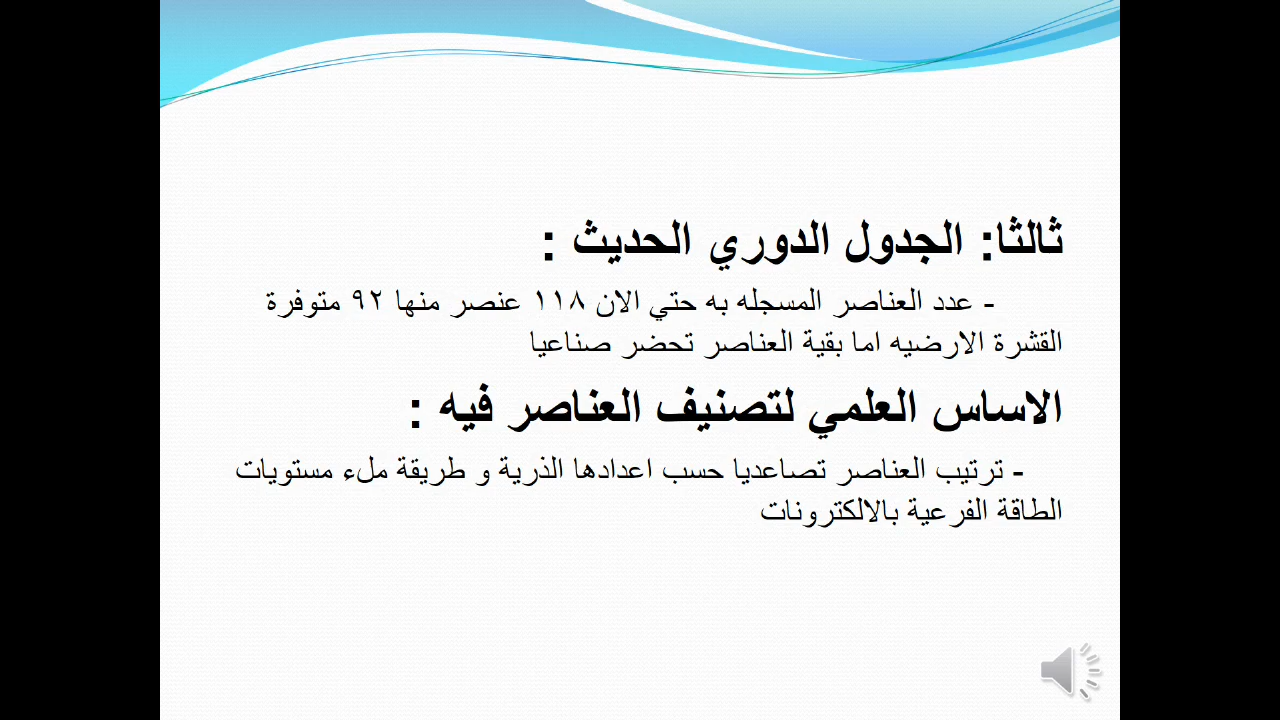 ثالثا: الجدول الدوري الحديث :
- عدد العناصر المسجله به حتي الان ١١٨ عنصر منها ٩٢ متوفرة
القشرة الارضيه اما بقية العناصر تحضر صناعيا
الاساس العلمي لتصنيف العناصر فيه :
- ترتيب العناصر تصاعديا حسب اعدادها الذرية و طريقة ملء مستويات
الطاقة الفرعية بالالكترونات